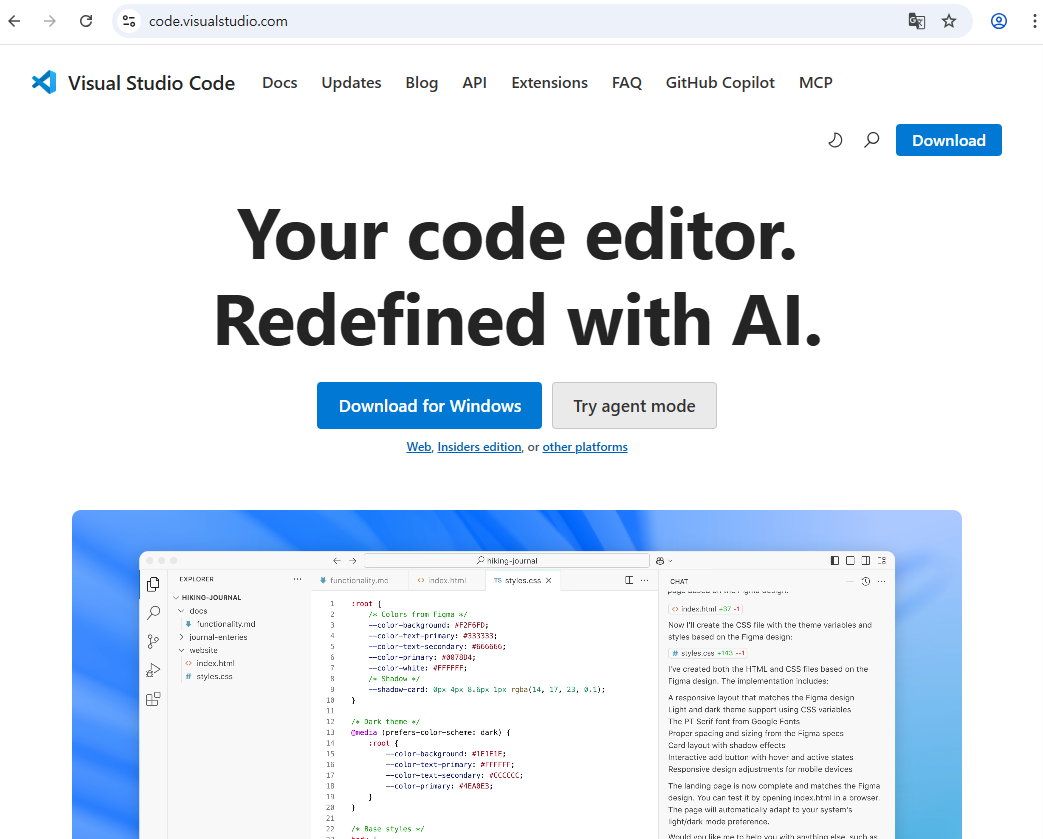 code.visualstudio.com
Visual Studio Code Docs Updates Blog API Extensions FAQ GitHub Copilot MCP
Download
Your code editor.
Redefined with AI.
Download for Windows Try agent mode
Web, Insiders edition, or other platforms
hiking-journal
EXPLORER
HIKING-JOURNAL
docs
functionality.md
journal-enteries
website
index.html
styles.css
functionality.md index.html TS styles.css
1 :root {
2 /* Colors from Figma */
3 --color-background: #F2F6FD;
4 --color-text-primary: #333333;
5 --color-text-secondary: #666666;
6 --color-primary: #0078D4;
7 --color-white: #FFFFFF;
8 /* Shadow */
9 --shadow-card: 0px 4px 8.6px 1px rgba(14, 17, 23, 0.1);
10 }
11
12 /* Dark theme */
13 @media (prefers-color-scheme: dark) {
14 :root {
15 --color-background: #1E1E1E;
16 --color-text-primary: #FFFFFF;
17 --color-text-secondary: #CCCCCC;
18 --color-primary: #4EA0E3;
19 }
20 }
21
22 /* Base styles */
CHAT
page based on the Figma design.
index.html +37 -1
Now I'll create the CSS file with the theme variables and
styles based on the Figma design:
# styles.css +143 --1
I've created both the HTML and CSS files based on the
Figma design. The implementation includes:
A responsive layout that matches the Figma design
Light and dark theme support using CSS variables
The PT Serif font from Google Fonts
Proper spacing and sizing from the Figma specs
Card layout with shadow effects
Interactive add button with hover and active states
Responsive design adjustments for mobile devices
The landing page is now complete and matches the Figma
design. You can test it by opening index.html in a browser.
The page will automatically adapt to your system's
light/dark mode preference.
Would you like me to help you with anything else, such as